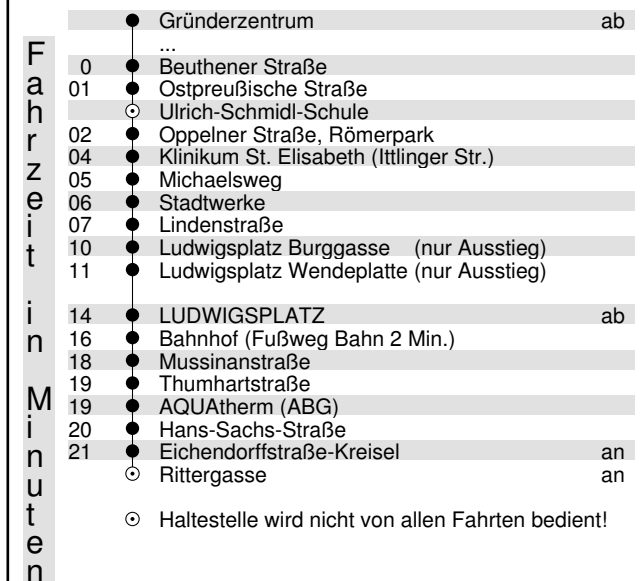 Fahrzeit in Minuten
Gründerzentrum ab
...
0 Beuthener Straße
01 Ostpreußische Straße
Ulrich-Schmidl-Schule
02 Oppelner Straße, Römerpark
04 Klinikum St. Elisabeth (Ittlinger Str.)
05 Michaelsweg
06 Stadtwerke
07 Lindenstraße
10 Ludwigsplatz Burggasse (nur Ausstieg)
11 Ludwigsplatz Wendeplatte (nur Ausstieg)
14 LUDWIGSPLATZ ab
16 Bahnhof (Fußweg Bahn 2 Min.)
18 Mussinanstraße
19 Thumhartstraße
19 AQUAtherm (ABG)
20 Hans-Sachs-Straße
21 Eichendorffstraße-Kreisel an
Rittergasse an
Haltestelle wird nicht von allen Fahrten bedient!